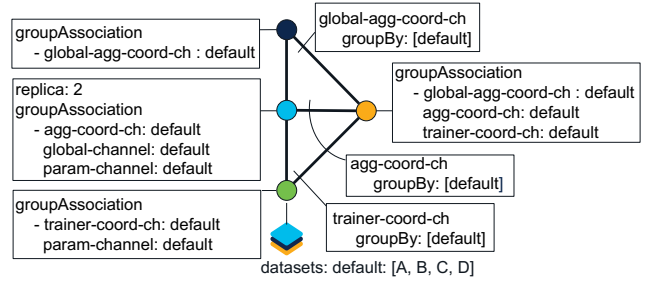 global-agg-coord-ch
groupBy: [default]
groupAssociation
- global-agg-coord-ch : default
replica: 2
groupAssociation
- agg-coord-ch: default
global-channel: default
param-channel: default
groupAssociation
- global-agg-coord-ch : default
agg-coord-ch: default
trainer-coord-ch: default
agg-coord-ch
groupBy: [default]
groupAssociation
- trainer-coord-ch: default
param-channel: default
trainer-coord-ch
groupBy: [default]
datasets: default: [A, B, C, D]